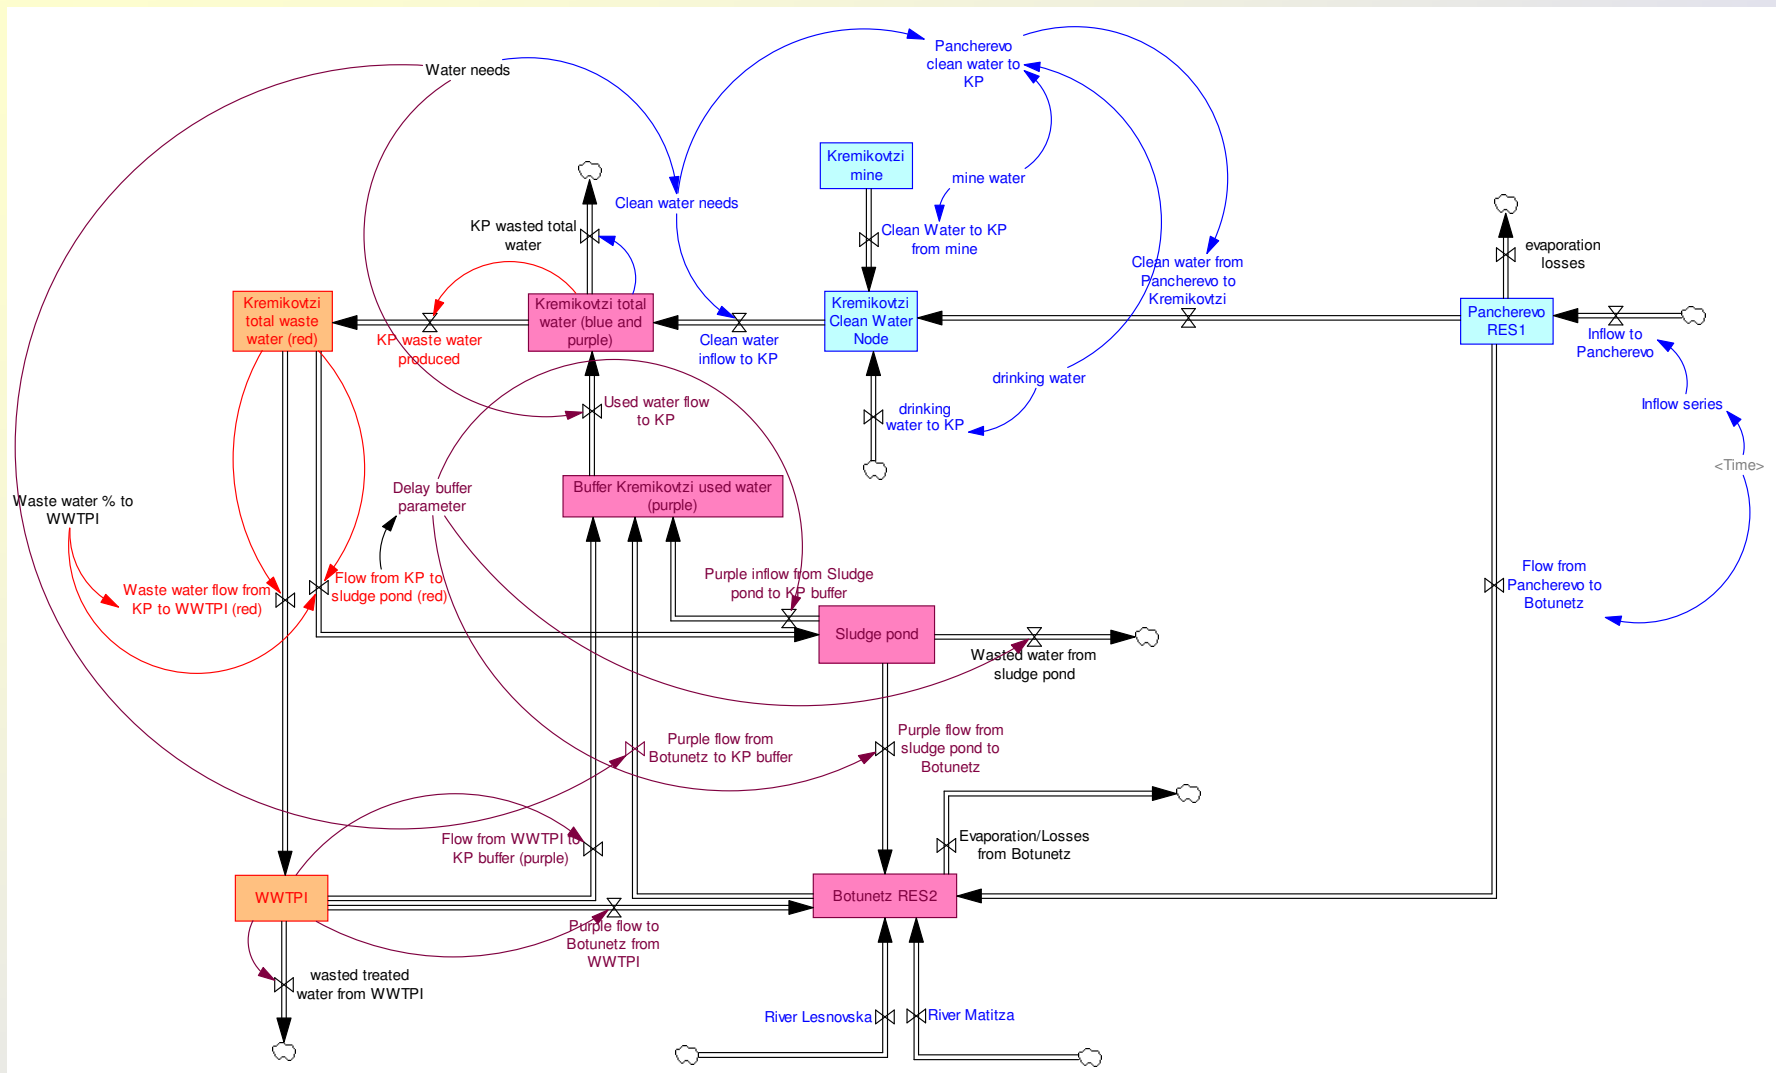 Water needs
Pancherevo
clean water to
KP
Kremikovtzi
mine
mine water
Clean water needs
KP wasted total
water
Clean Water to KP
from mine
Clean water from
Pancherevo to
Kremikovtzi
evaporation
losses
Kremikovtzi
total waste
water (red)
KP waste water
produced
Kremikovtzi total
water (blue and
purple)
Clean water
inflow to KP
Kremikovtzi
Clean Water
Node
Pancherevo
RES1
Inflow to
Pancherevo
drinking water
drinking
water to KP
Used water flow
to KP
Inflow series
<Time>
Waste water % to
WWTPI
Delay buffer
parameter
Buffer Kremikovtzi used water
(purple)
Waste water flow from
KP to WWTPI (red)
Flow from KP to
sludge pond (red)
Purple inflow from Sludge
pond to KP buffer
Flow from
Pancherevo to
Botunetz
Sludge pond
Wasted water from
sludge pond
Purple flow from
Botunetz to KP buffer
Purple flow from
sludge pond to
Botunetz
Flow from WWTPI to
KP buffer (purple)
Evaporation/Losses
from Botunetz
WWTPI
Botunetz RES2
Purple flow to
Botunetz from
WWTPI
wasted treated
water from WWTPI
River Lesnovska
River Matitza